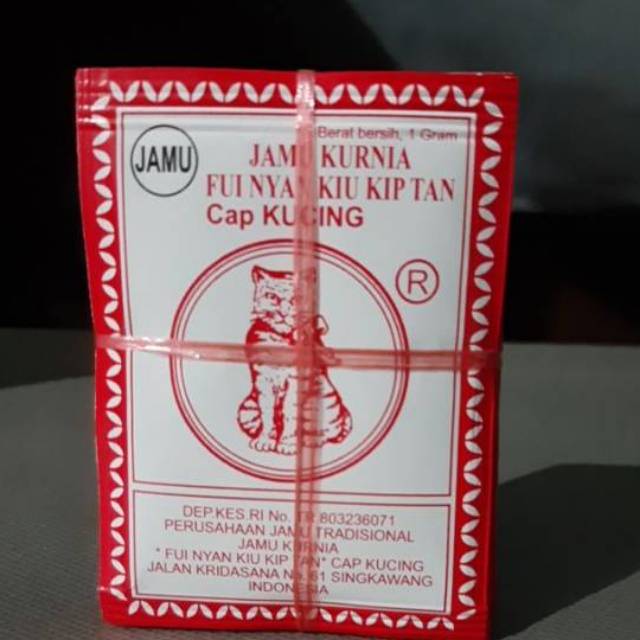 Berat bersih, 1 Gram
JAMU
JAMU KURNIA
FUI NYAN KIU KIP TAN
Cap KUCING
R
DEP.KES.RI No. TR 803236071
PERUSAHAAN JAMU TRADISIONAL
JAMU KURNIA
" FUI NYAN KIU KIP TAN" CAP KUCING
JALAN KRIDASANA No. 61 SINGKAWANG
INDONESIA